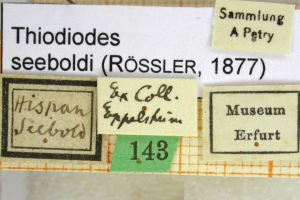 Sammlung
A Petry
Thiodiodes
seeboldi (RÖSSLER, 1877)
Hispan
Seebold
Ex Coll.
Eppelsheim
143
Museum
Erfurt